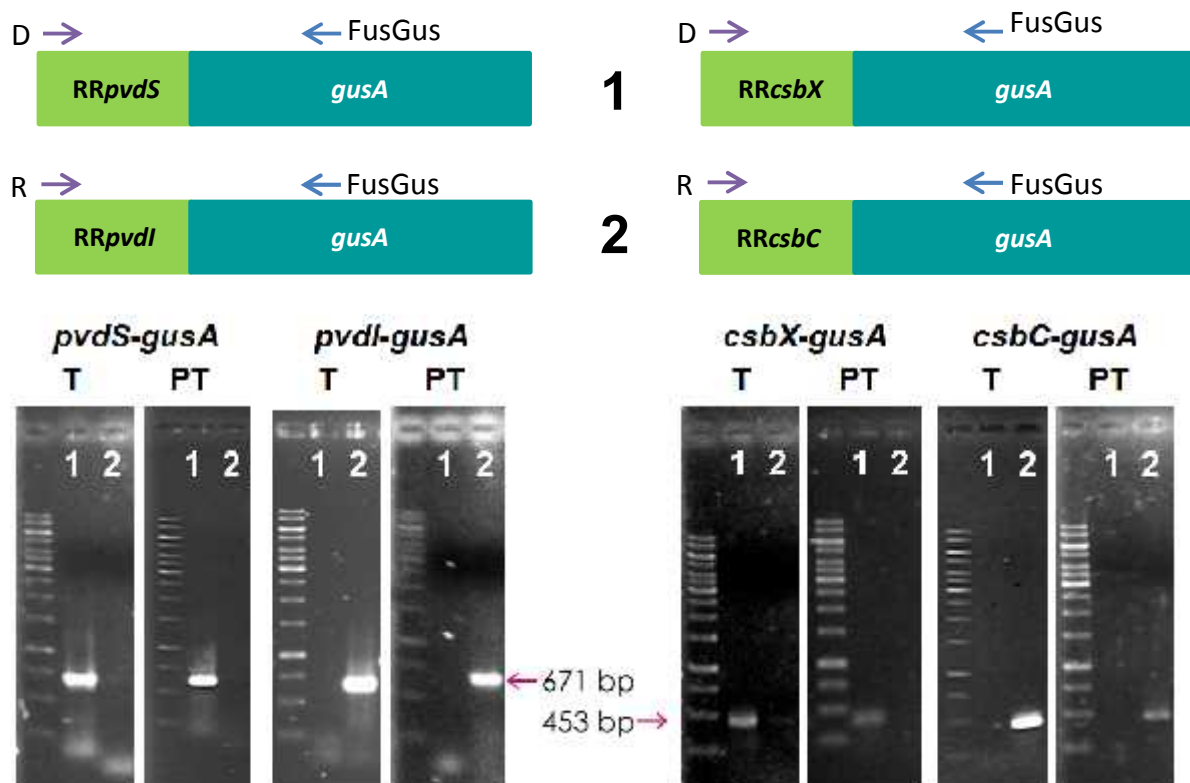 D FusGus
RRpvdS gusA
1
D FusGus
RRcsbX gusA
R FusGus
RRpvdI gusA
2
R FusGus
RRcsbC gusA
pvdS-gusA pvdI-gusA
T PT T PT
1 2 1 2 1 2 1 2
csbX-gusA csbC-gusA
T PT T PT
1 2 1 2 1 2 1 2
671 bp
453 bp